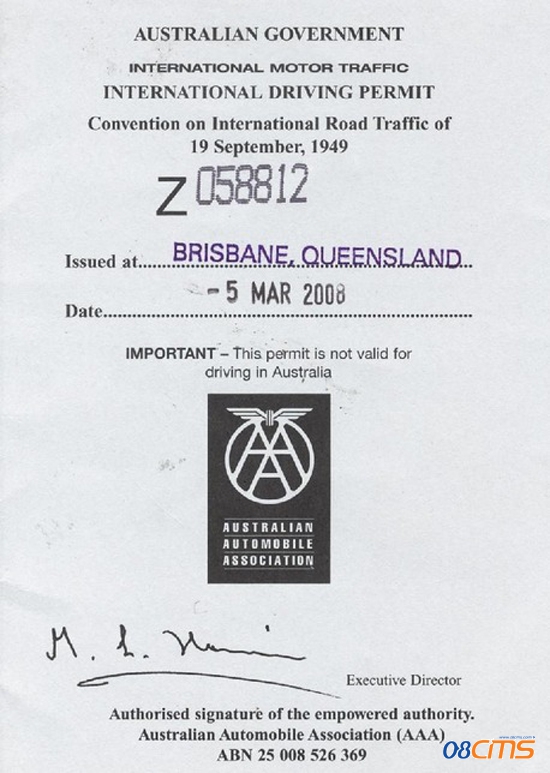 AUSTRALIAN GOVERNMENT
INTERNATIONAL MOTOR TRAFFIC
INTERNATIONAL DRIVING PERMIT
Convention on International Road Traffic of
19 September, 1949
Z 058812
Issued at BRISBANE, QUEENSLAND
- 5 MAR 2008
Date
IMPORTANT – This permit is not valid for
driving in Australia
AAA
AUSTRALIAN
AUTOMOBILE
ASSOCIATION
Executive Director
Authorised signature of the empowered authority.
Australian Automobile Association (AAA)
ABN 25 008 526 369
08CMS